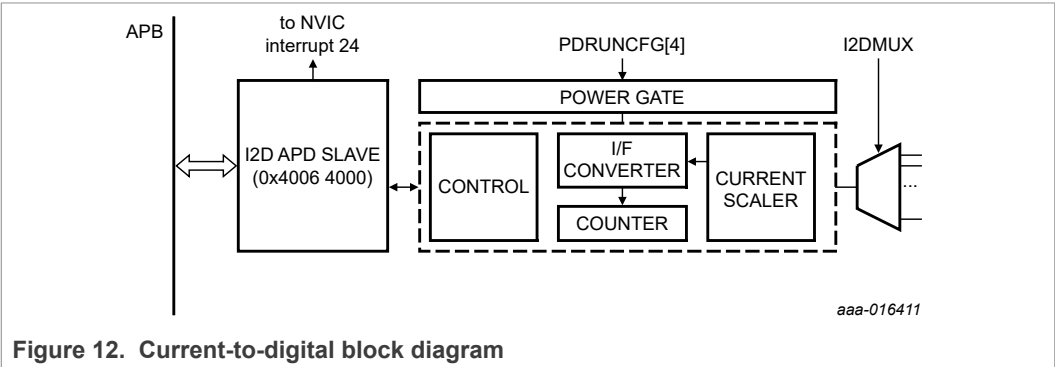 APB
to NVIC
interrupt 24
PDRUNCFG[4]
I2DMUX
POWER GATE
I2D APD SLAVE
(0x4006 4000)
CONTROL
I/F
CONVERTER
COUNTER
CURRENT
SCALER
...
aaa-016411
Figure 12. Current-to-digital block diagram